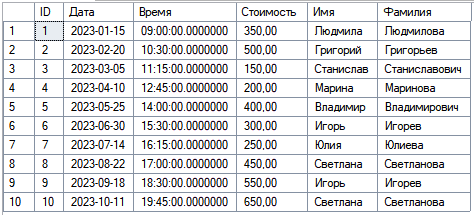 ID Дата Время Стоимость Имя Фамилия
1 1 2023-01-15 09:00:00.0000000 350,00 Людмила Людмилова
2 2 2023-02-20 10:30:00.0000000 500,00 Григорий Григорьев
3 3 2023-03-05 11:15:00.0000000 150,00 Станислав Станиславович
4 4 2023-04-10 12:45:00.0000000 200,00 Марина Маринова
5 5 2023-05-25 14:00:00.0000000 400,00 Владимир Владимирович
6 6 2023-06-30 15:30:00.0000000 300,00 Игорь Игорев
7 7 2023-07-14 16:15:00.0000000 250,00 Юлия Юлиева
8 8 2023-08-22 17:00:00.0000000 450,00 Светлана Светланова
9 9 2023-09-18 18:30:00.0000000 550,00 Игорь Игорев
10 10 2023-10-11 19:45:00.0000000 650,00 Светлана Светланова